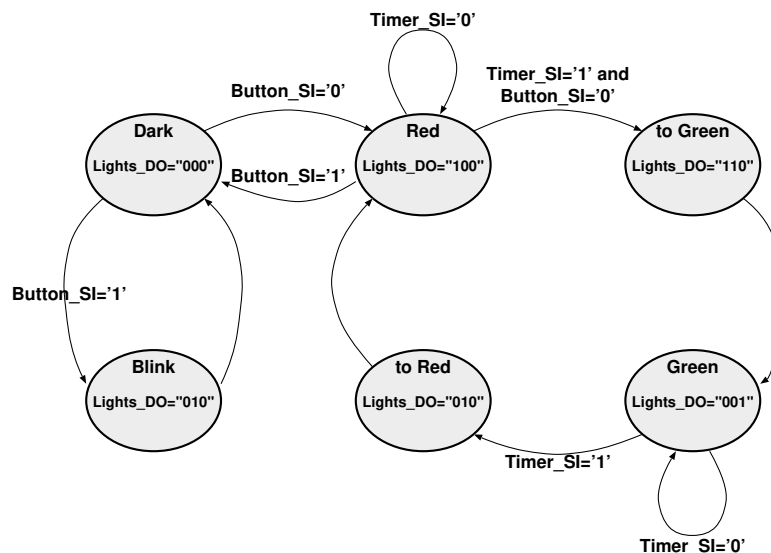 Timer_SI='0'
Timer_SI='1' and
Button_SI='0'
Button_SI='0'
Dark
Lights_DO="000"
Red
Lights_DO="100"
to Green
Lights_DO="110"
Button_SI='1'
Button_SI='1'
Blink
Lights_DO="010"
to Red
Lights_DO="010"
Green
Lights_DO="001"
Timer_SI='1'
Timer_SI='0'